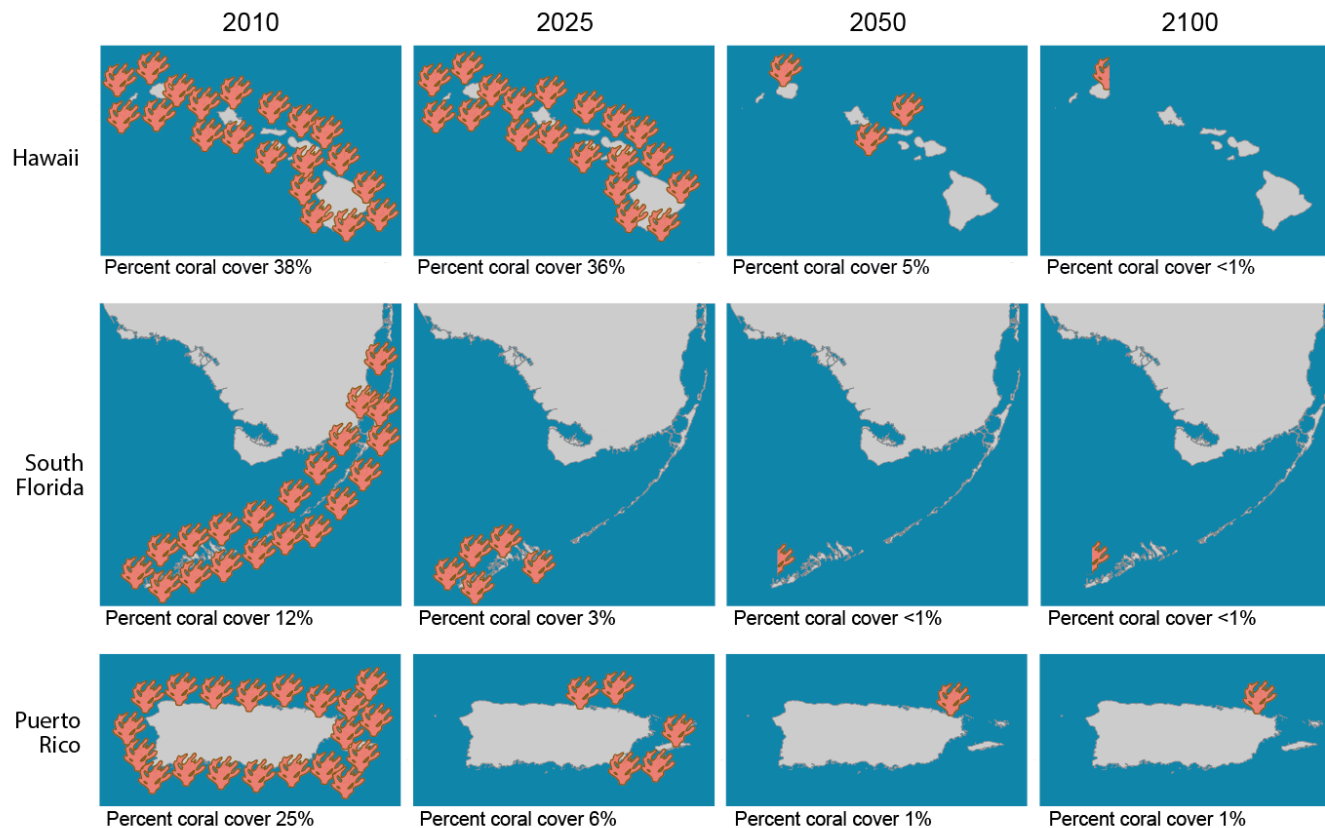 2010 2025 2050 2100
Hawaii
Percent coral cover 38% Percent coral cover 36% Percent coral cover 5% Percent coral cover <1%
South
Florida
Percent coral cover 12% Percent coral cover 3% Percent coral cover <1% Percent coral cover <1%
Puerto
Rico
Percent coral cover 25% Percent coral cover 6% Percent coral cover 1% Percent coral cover 1%